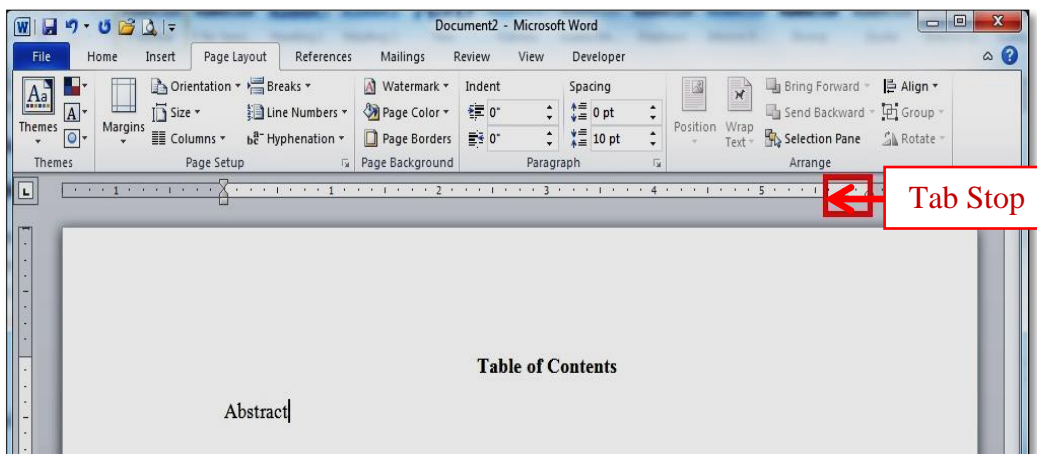 Document2 - Microsoft Word
File Home Insert Page Layout References Mailings Review View Developer
Orientation Breaks Watermark Indent Spacing Bring Forward Align
Size Line Numbers Page Color 0" 0 pt Send Backward Group
Themes Margins Columns Hyphenation Page Borders 0" 10 pt Position Wrap Text Selection Pane Rotate
Themes Page Setup Page Background Paragraph Arrange
1 1 2 3 4 5
Tab Stop
Table of Contents
Abstract